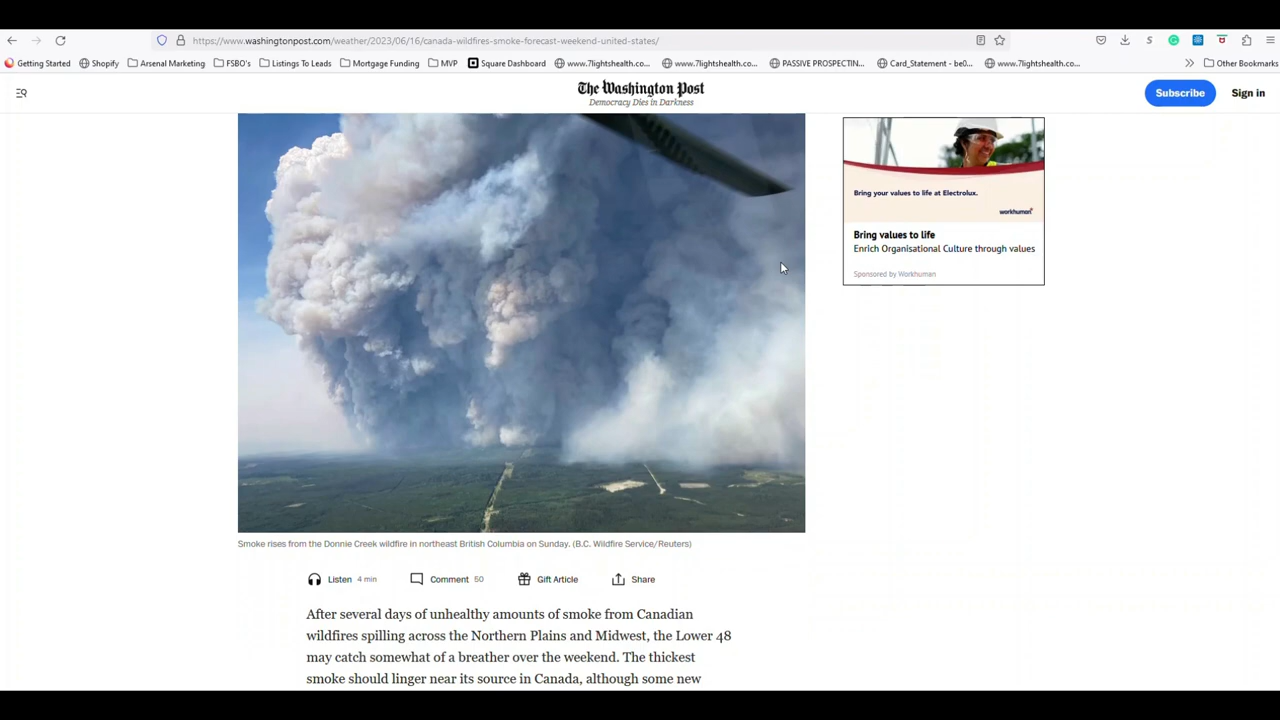 https://www.washingtonpost.com/weather/2023/06/16/canada-wildfires-smoke-forecast-weekend-united-states/
Getting Started Shopify Arsenal Marketing FSBO's Listings To Leads Mortgage Funding MVP Square Dashboard www.7lightshealth.co... www.7lightshealth.co... PASSIVE PROSPECTIN... Card_Statement - be0... www.7lightshealth.co... Other Bookmarks
The Washington Post
Democracy Dies in Darkness
Subscribe
Sign in
Bring your values to life at Electrolux.
workhuman
Bring values to life
Enrich Organisational Culture through values
Sponsored by Workhuman
Smoke rises from the Donnie Creek wildfire in northeast British Columbia on Sunday. (B.C. Wildfire Service/Reuters)
Listen 4 min Comment 50 Gift Article Share
After several days of unhealthy amounts of smoke from Canadian
wildfires spilling across the Northern Plains and Midwest, the Lower 48
may catch somewhat of a breather over the weekend. The thickest
smoke should linger near its source in Canada, although some new